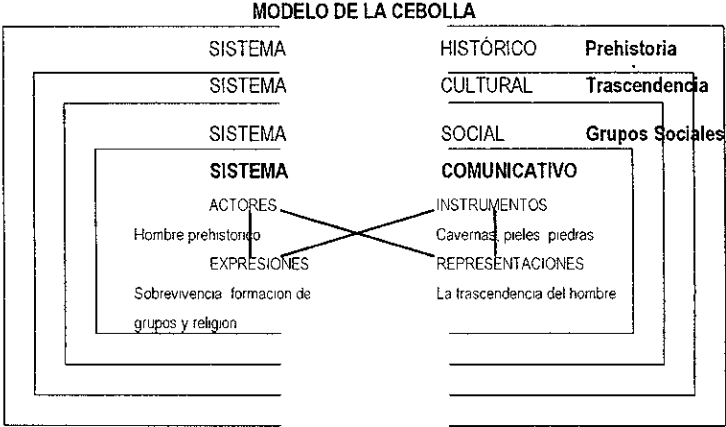 MODELO DE LA CEBOLLA
SISTEMA HISTÓRICO Prehistoria
SISTEMA CULTURAL Trascendencia
SISTEMA SOCIAL Grupos Sociales
SISTEMA COMUNICATIVO
ACTORES INSTRUMENTOS
Hombre prehistorico Cavernas, pieles piedras
EXPRESIONES REPRESENTACIONES
Sobrevivencia formacion de La trascendencia del hombre
grupos y religion